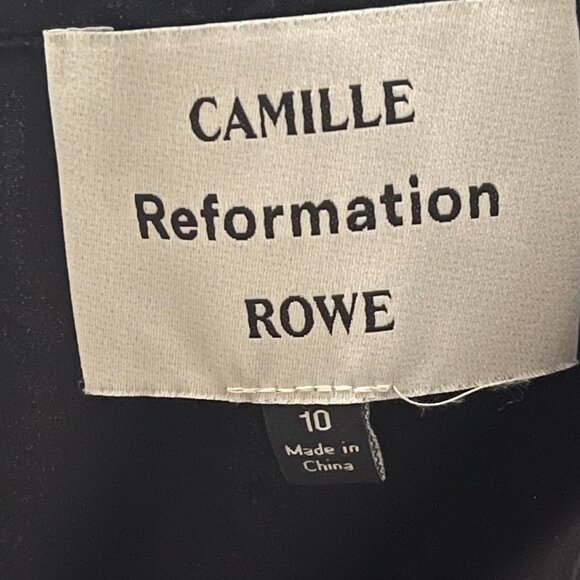 CAMILLE
Reformation
ROWE
10
Made in
China